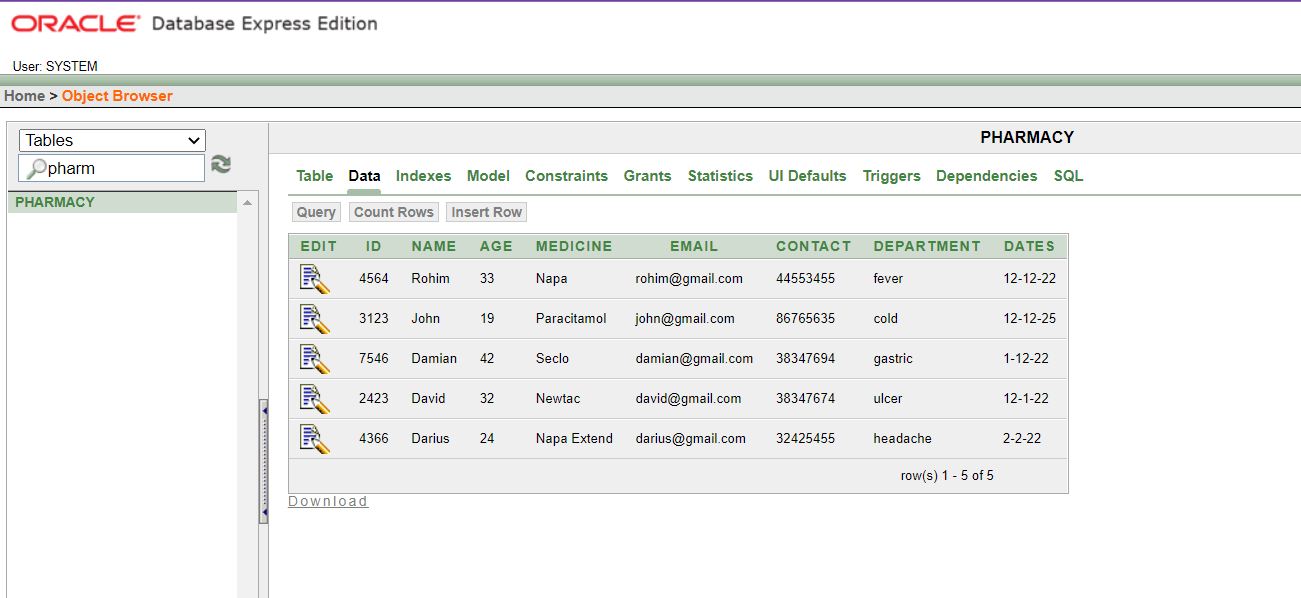 ORACLE Database Express Edition
User: SYSTEM
Home > Object Browser
Tables
pharm
PHARMACY
PHARMACY
Table Data Indexes Model Constraints Grants Statistics UI Defaults Triggers Dependencies SQL
Query Count Rows Insert Row
EDIT ID NAME AGE MEDICINE EMAIL CONTACT DEPARTMENT DATES
4564 Rohim 33 Napa rohim@gmail.com 44553455 fever 12-12-22
3123 John 19 Paracitamol john@gmail.com 86765635 cold 12-12-25
7546 Damian 42 Seclo damian@gmail.com 38347694 gastric 1-12-22
2423 David 32 Newtac david@gmail.com 38347674 ulcer 12-1-22
4366 Darius 24 Napa Extend darius@gmail.com 32425455 headache 2-2-22
row(s) 1 - 5 of 5
Download